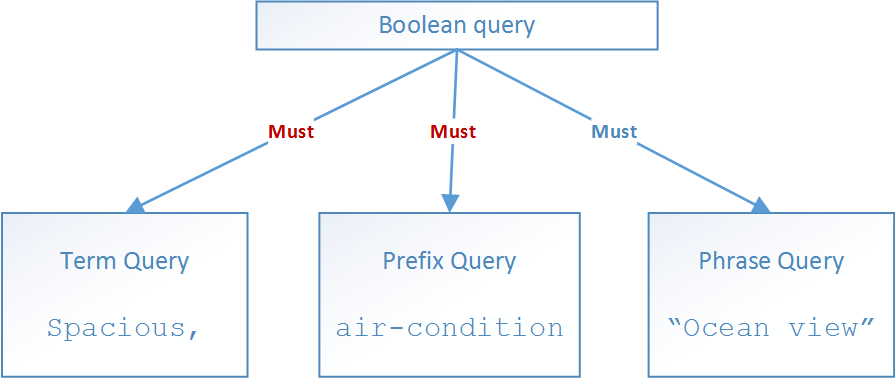 Boolean query
Must
Must
Must
Term Query
Spacious,
Prefix Query
air-condition
Phrase Query
“Ocean view”